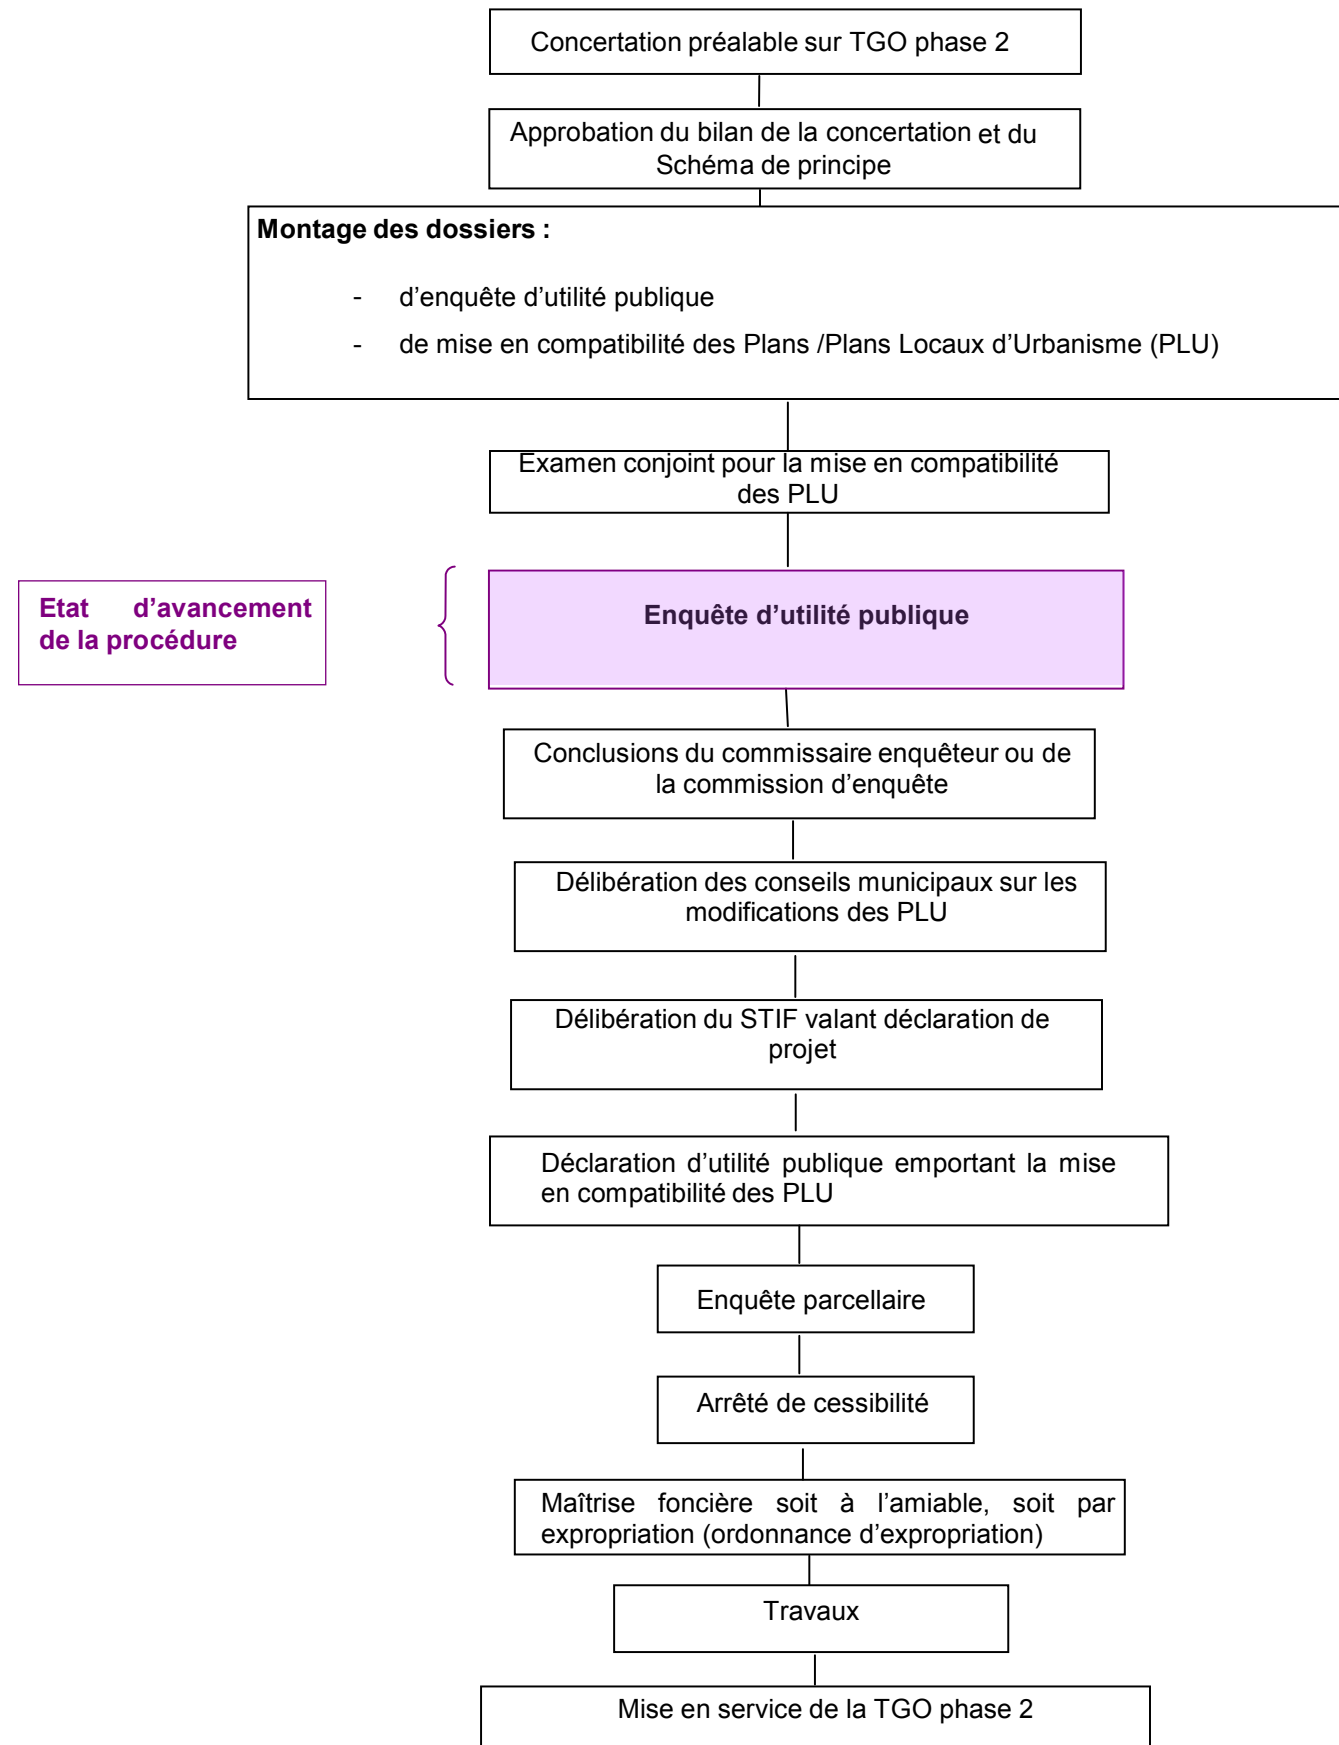 Concertation préalable sur TGO phase 2
Approbation du bilan de la concertation et du
Schéma de principe
Montage des dossiers :
- d’enquête d’utilité publique
- de mise en compatibilité des Plans /Plans Locaux d’Urbanisme (PLU)
Examen conjoint pour la mise en compatibilité
des PLU
Etat d’avancement
de la procédure
Enquête d’utilité publique
Conclusions du commissaire enquêteur ou de
la commission d’enquête
Délibération des conseils municipaux sur les
modifications des PLU
Délibération du STIF valant déclaration de
projet
Déclaration d’utilité publique emportant la mise
en compatibilité des PLU
Enquête parcellaire
Arrêté de cessibilité
Maîtrise foncière soit à l’amiable, soit par
expropriation (ordonnance d’expropriation)
Travaux
Mise en service de la TGO phase 2